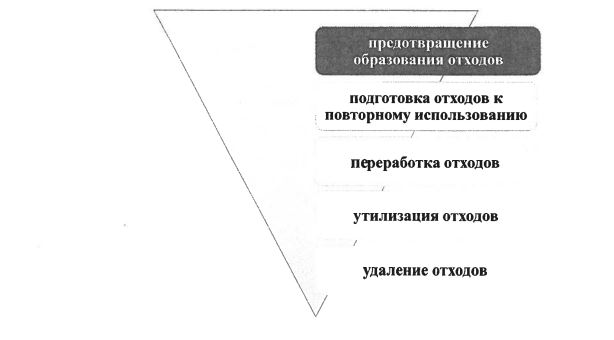 предотвращение
образования отходов
подготовка отходов к
повторному использованию
переработка отходов
утилизация отходов
удаление отходов